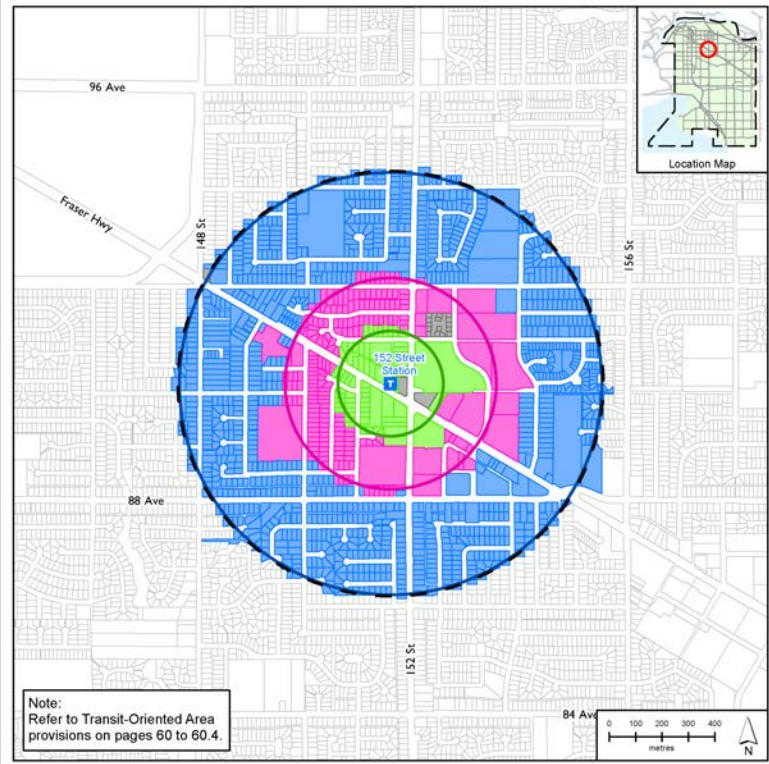 96 Ave
Location Map
Fraser Hwy
148 St
156 St
152 Street
Station
T
88 Ave
152 St
Note:
Refer to Transit-Oriented Area
provisions on pages 60 to 60.4.
84 Ave
0 100 200 300 400
metres
N